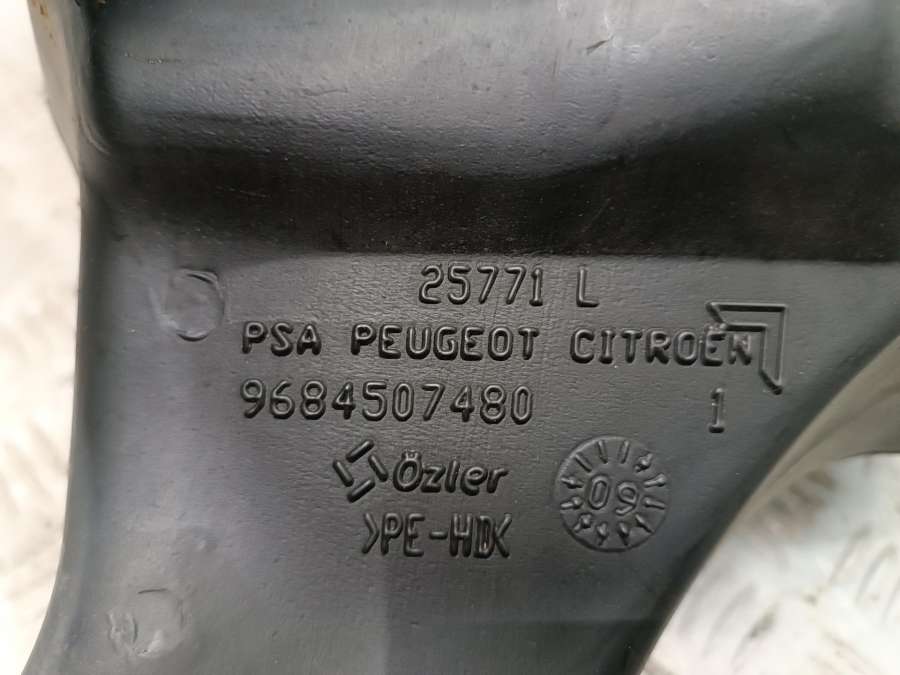 25771 L
PSA PEUGEOT CITROËN
9684507480 1
Özler
09
>PE-HD<